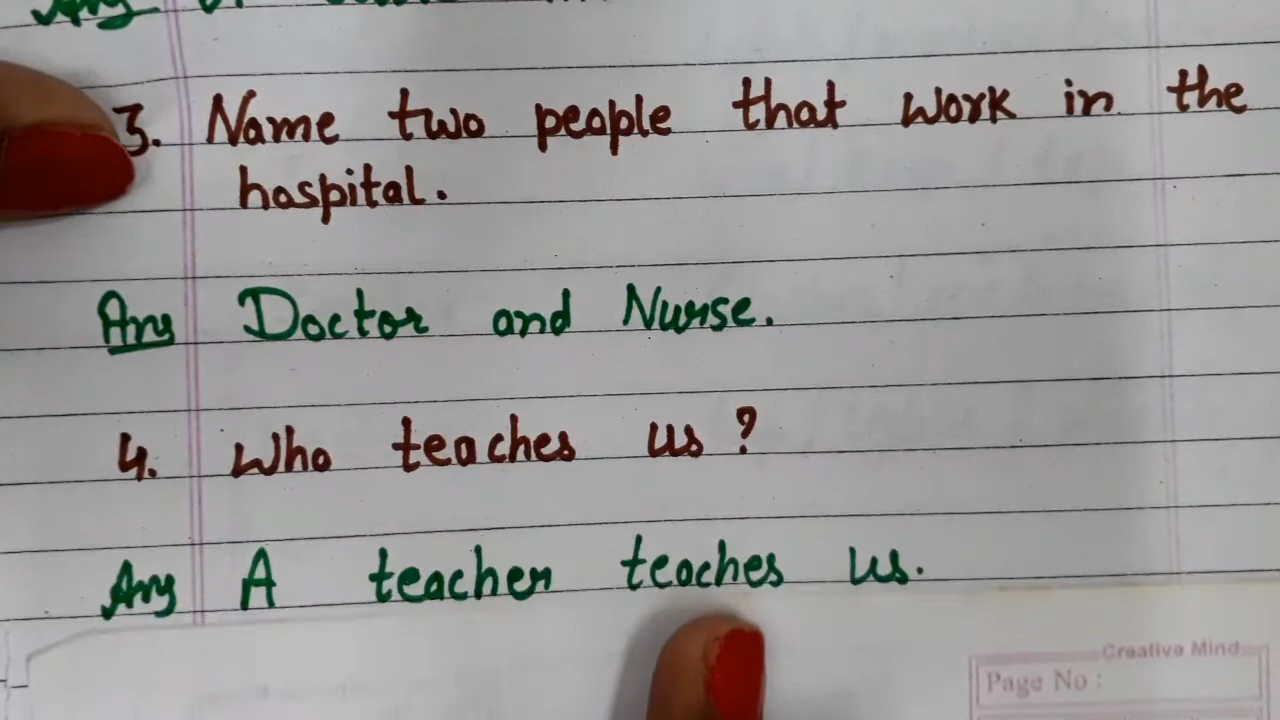 3. Name two people that work in the
hospital.
Ans Doctor and Nurse.
4. Who teaches us ?
Ans A teacher teaches us.
Creative Mind
Page No :